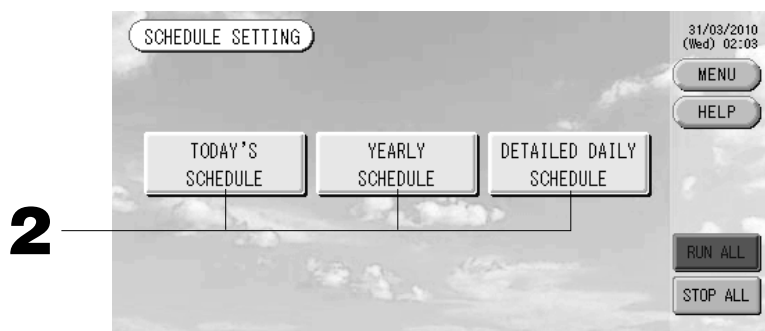 SCHEDULE SETTING
31/03/2010
(Wed) 02:03
MENU
HELP
TODAY'S
SCHEDULE
YEARLY
SCHEDULE
DETAILED DAILY
SCHEDULE
2
RUN ALL
STOP ALL